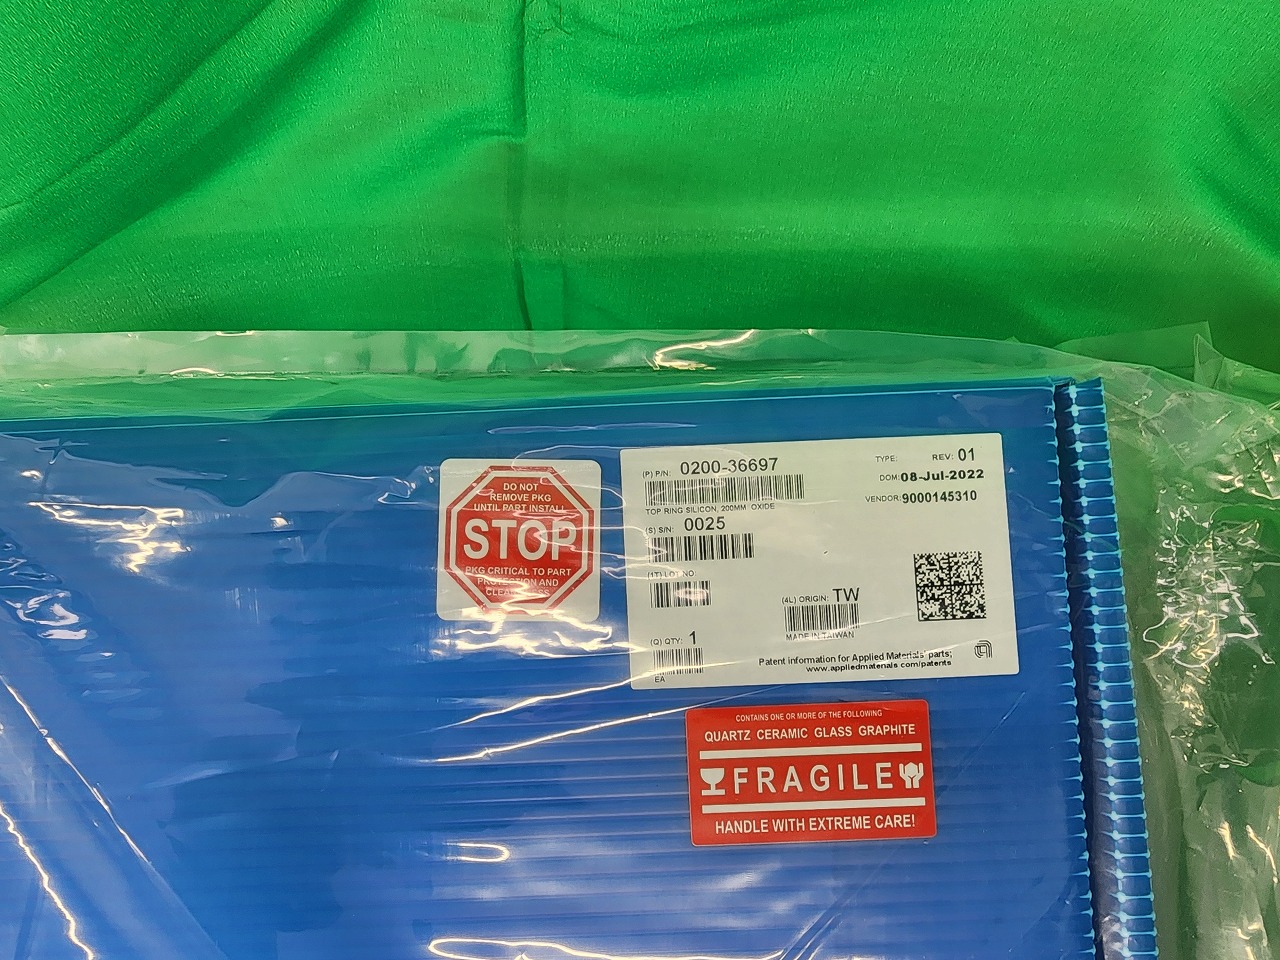 DO NOT
REMOVE PKG
UNTIL PART INSTALL
STOP
PKG CRITICAL TO PART
PROTECTION AND
CLEANLINESS
(P) P/N: 0200-36697
TOP RING SILICON, 200MM OXIDE
(S) S/N: 0025
(1T) LOT NO:
(Q) QTY: 1
EA
TYPE: REV: 01
DOM: 08-Jul-2022
VENDOR: 9000145310
(4L) ORIGIN: TW
MADE IN TAIWAN
Patent information for Applied Materials' parts;
www.appliedmaterials.com/patents
CONTAINS ONE OR MORE OF THE FOLLOWING
QUARTZ CERAMIC GLASS GRAPHITE
FRAGILE
HANDLE WITH EXTREME CARE!